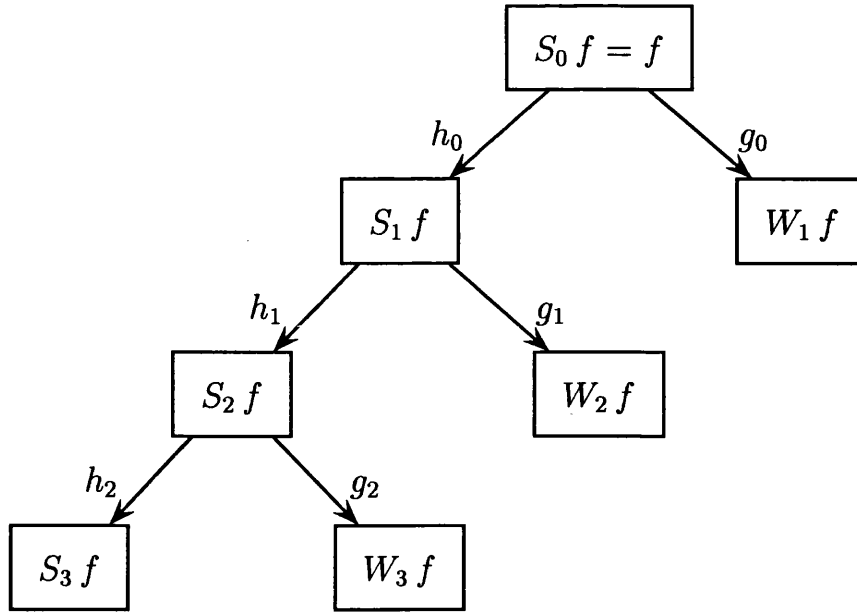 S₀ f = f
h₀ g₀
S₁ f W₁ f
h₁ g₁
S₂ f W₂ f
h₂ g₂
S₃ f W₃ f